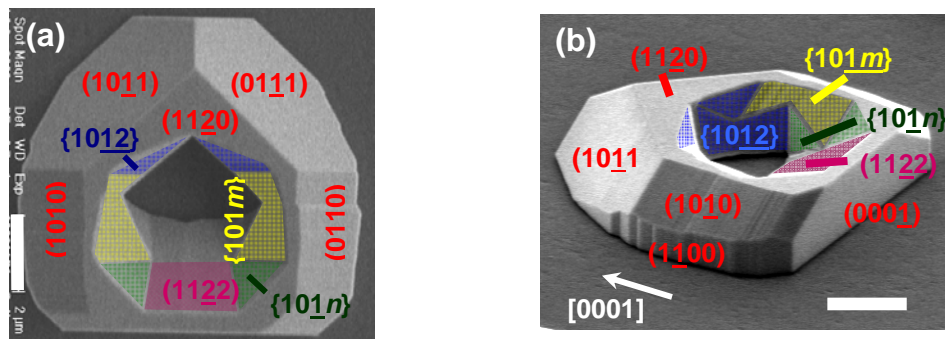 (a)
Spot Magn
Det WD Exp
2 µm
(1011)
(0111)
(1120)
{1012}
(1010)
{101m}
(0110)
(1122)
{101n}
(b)
(1120)
{101m}
{1012}
{101n}
(1011)
(1122)
(1010)
(0001)
(1100)
[0001]